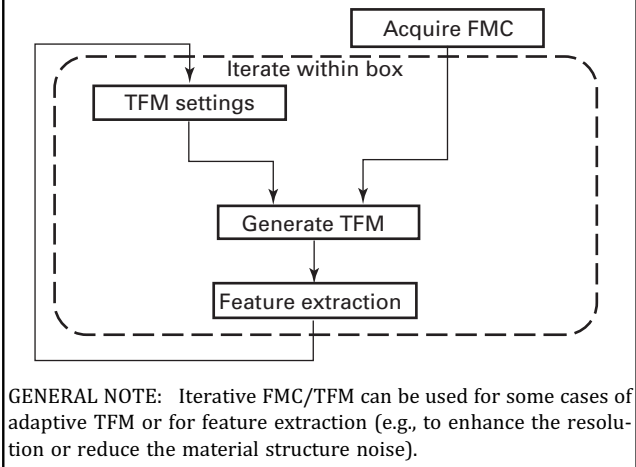 Acquire FMC
Iterate within box
TFM settings
Generate TFM
Feature extraction
GENERAL NOTE: Iterative FMC/TFM can be used for some cases of
adaptive TFM or for feature extraction (e.g., to enhance the resolu-
tion or reduce the material structure noise).